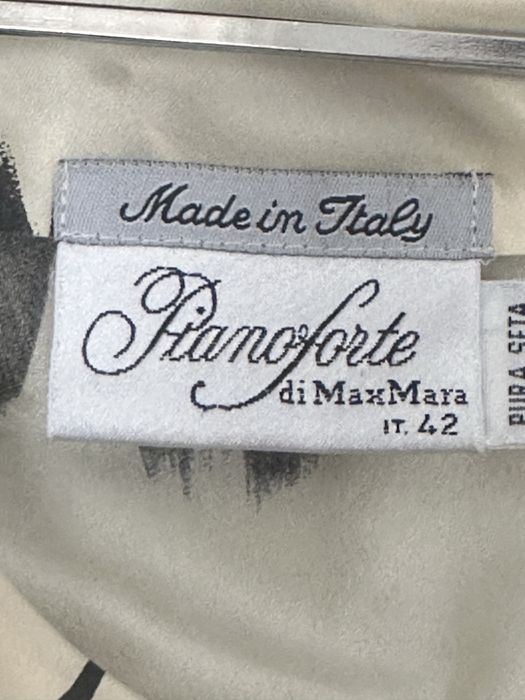 Made in Italy
Pianoforte
di MaxMara
IT. 42
PURA SETA